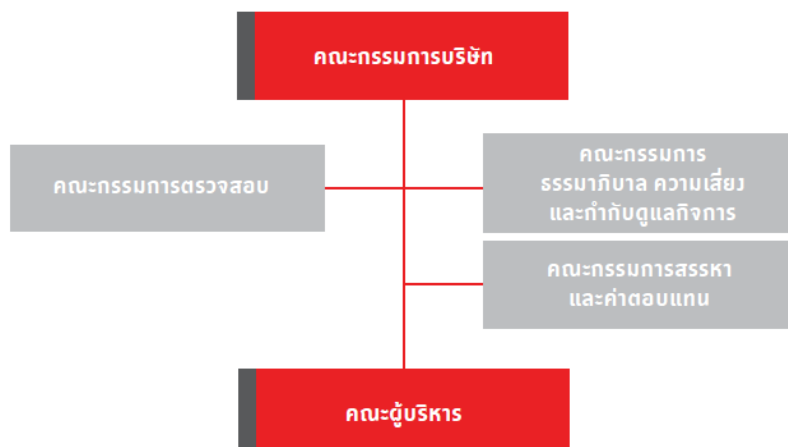 คณะกรรมการบริษัท
คณะกรรมการตรวจสอบ
คณะกรรมการ
ธรรมาภิบาล ความเสี่ยง
และกำกับดูแลกิจการ
คณะกรรมการสรรหา
และค่าตอบแทน
คณะผู้บริหาร